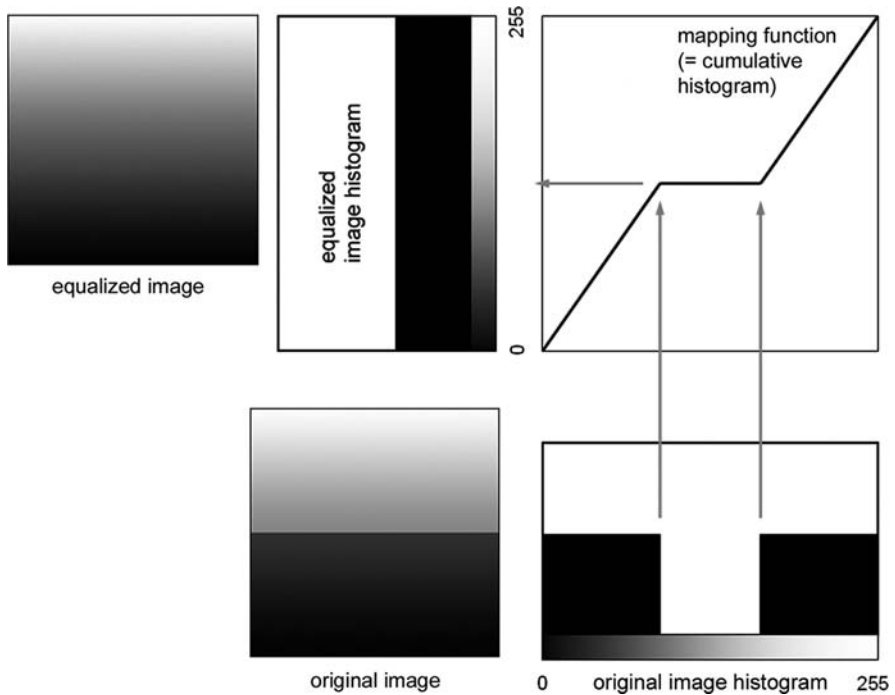 255
mapping function
(= cumulative
histogram)
equalized
image histogram
equalized image
0
original image
0 original image histogram 255